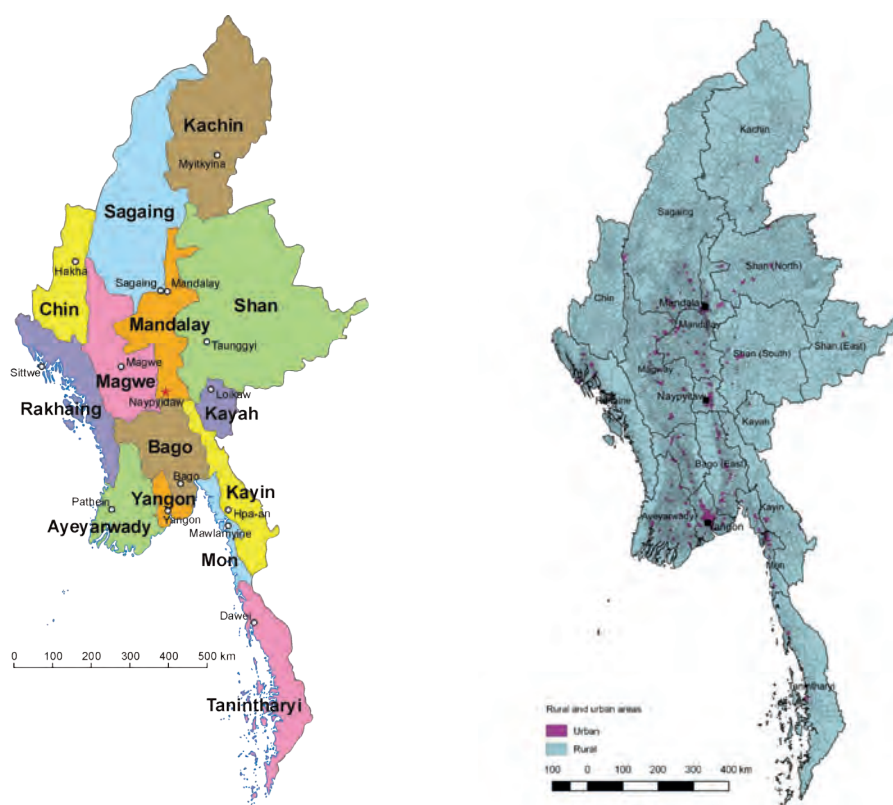 Kachin
Myitkyina
Sagaing
Hakha
Sagaing
Mandalay
Chin
Shan
Mandalay
Taunggyi
Sittwe
Magwe
Magwe
Loikaw
Rakhaing
Naypyidaw
Kayah
Bago
Bago
Kayin
Pathein
Yangon
Hpa-an
Yangon
Ayeyarwady
Mawlamyine
Mon
Dawei
0 100 200 300 400 500 km
Tanintharyi
Kachin
Sagaing
Shan (North)
Chin
Mandalay
Mandalay
Shan (South)
Shan (East)
Magway
Naypyitaw
Kayah
Bago (East)
Kayin
Ayeyarwady
Yangon
Mon
Tanintharyi
Rural and urban areas
Urban
Rural
100 0 100 200 300 400 km